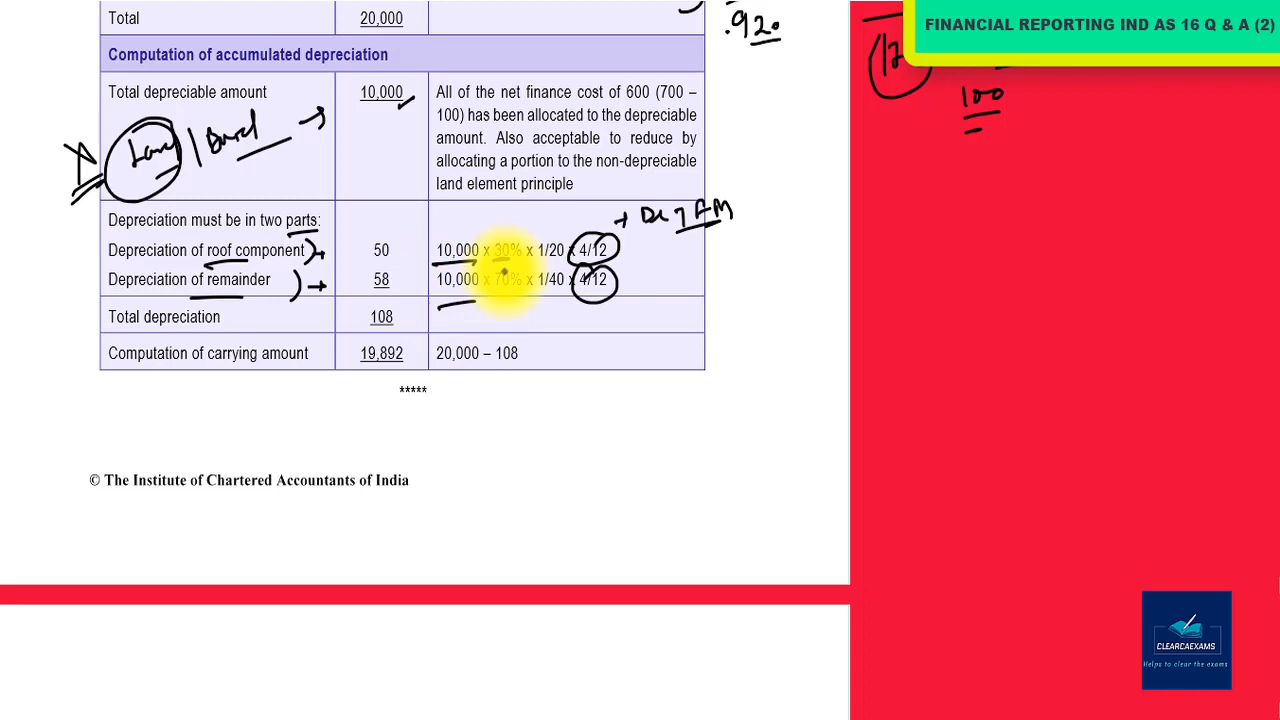 Total 20,000
.920
FINANCIAL REPORTING IND AS 16 Q & A (2)
Computation of accumulated depreciation
100
Total depreciable amount 10,000 All of the net finance cost of 600 (700 –
100) has been allocated to the depreciable
amount. Also acceptable to reduce by
allocating a portion to the non-depreciable
land element principle
Land
Depreciation must be in two parts:
Depreciation of roof component 50 10,000 x 30% x 1/20 x 4/12
Depreciation of remainder 58 10,000 x 70% x 1/40 x 4/12
Total depreciation 108
Computation of carrying amount 19,892 20,000 – 108
*****
© The Institute of Chartered Accountants of India
CLEARCAEXAMS
Helps to clear the exams